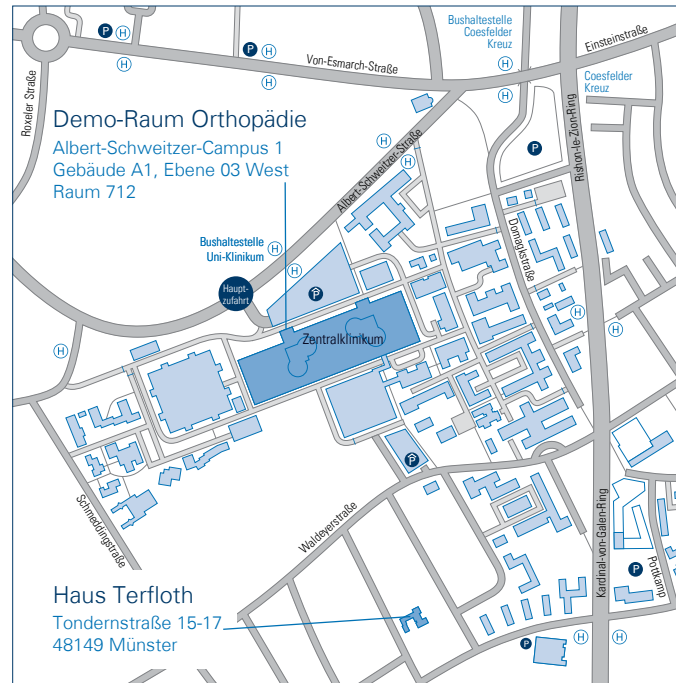 P
H
H
P
H
H
Von-Esmarch-Straße
Roxeler Straße
Bushaltestelle
Coesfelder
Kreuz
H
H
Einsteinstraße
Coesfelder
Kreuz
H
H
P
Rishon-le-Zion-Ring
Demo-Raum Orthopädie
Albert-Schweitzer-Campus 1
Gebäude A1, Ebene 03 West
Raum 712
Albert-Schweitzer-Straße
H
H
Domagkstraße
Bushaltestelle
Uni-Klinikum
H
H
Haupt-
zufahrt
P
Zentralklinikum
H
H
H
P
Schmeddingstraße
Waldeyerstraße
Kardinal-von-Galen-Ring
P
Pottkamp
Haus Terfloth
Tondernstraße 15-17
48149 Münster
P
H
H